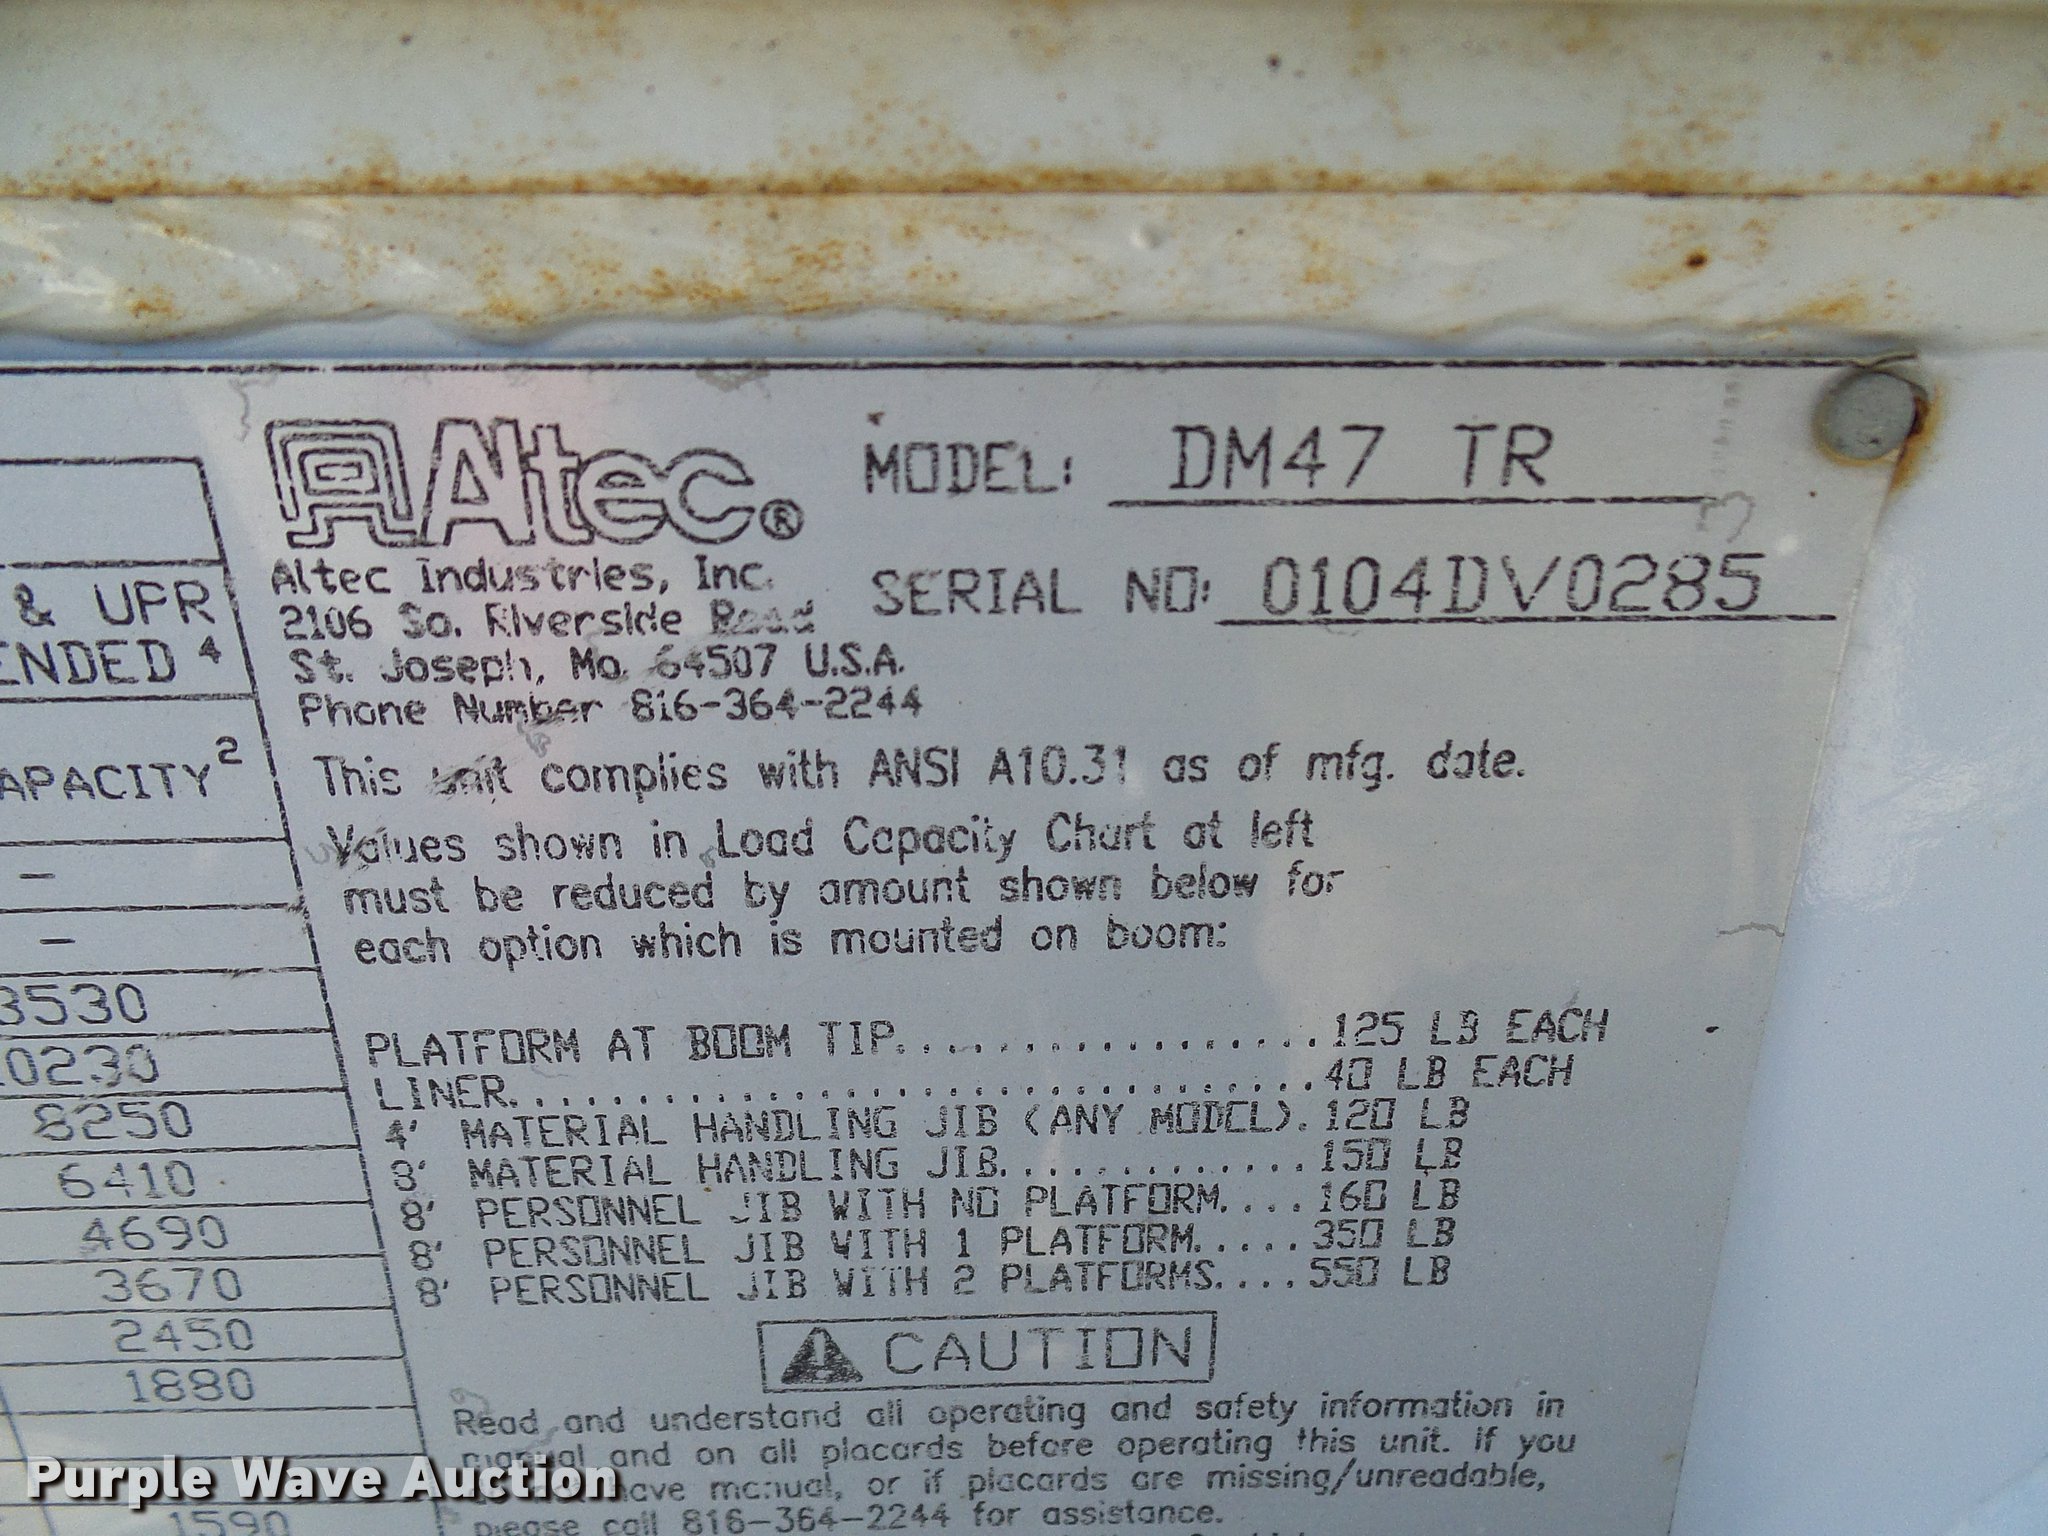 Altec®
MODEL: DM47 TR
Altec Industries, Inc.
SERIAL NO: 0104DV0285
2106 So. Riverside Road
St. Joseph, Mo. 64507 U.S.A.
Phone Number 816-364-2244
This unit complies with ANSI A10.31 as of mfg. date.
Values shown in Load Capacity Chart at left
must be reduced by amount shown below for
each option which is mounted on boom:
PLATFORM AT BOOM TIP..................125 LB EACH
LINER..................................40 LB EACH
4' MATERIAL HANDLING JIB (ANY MODEL).120 LB
8' MATERIAL HANDLING JIB.............150 LB
8' PERSONNEL JIB WITH NO PLATFORM....160 LB
8' PERSONNEL JIB WITH 1 PLATFORM.....350 LB
8' PERSONNEL JIB WITH 2 PLATFORMS....550 LB
CAUTION
Read and understand all operating and safety information in
manual and on all placards before operating this unit. If you
have manual, or if placards are missing/unreadable,
please call 816-364-2244 for assistance.
& UPR
ENDED 4
APACITY 2
-
-
3530
0230
8250
6410
4690
3670
2450
1880
1590
Purple Wave Auction